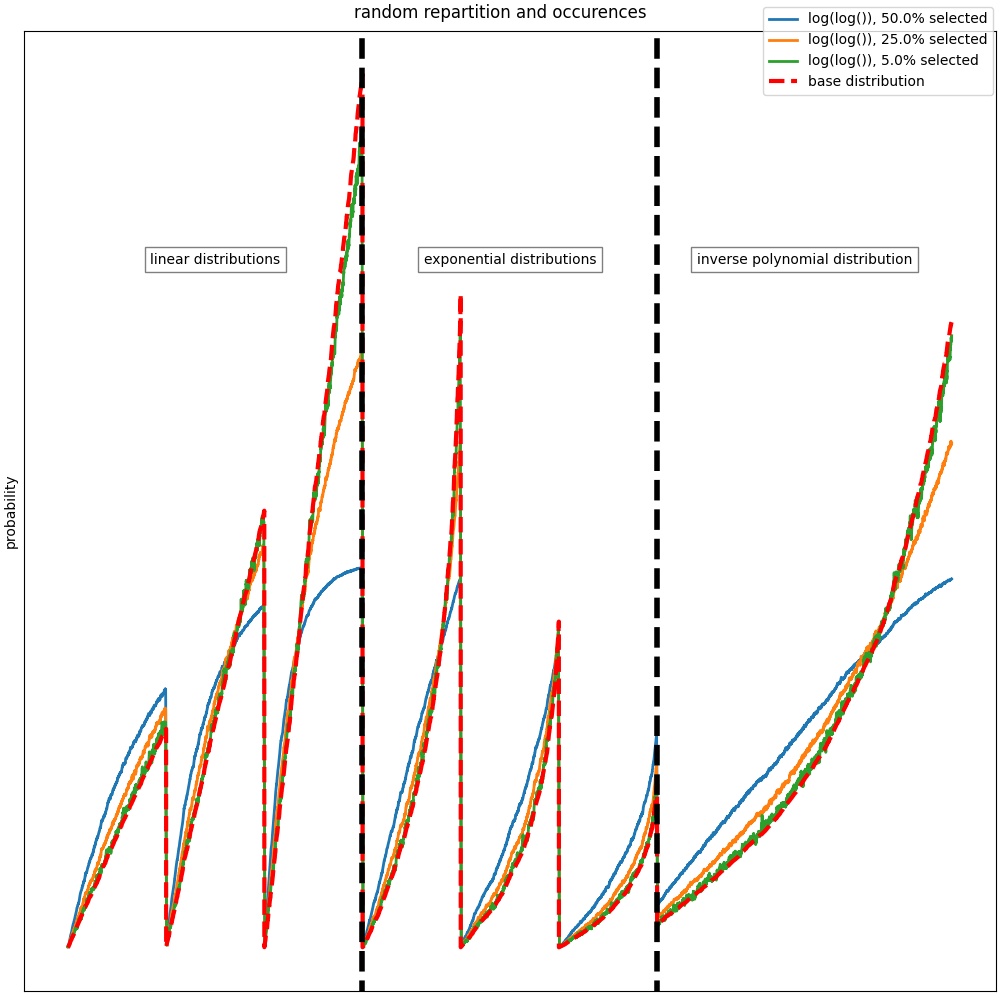 random repartition and occurences
log(log()), 50.0% selected
log(log()), 25.0% selected
log(log()), 5.0% selected
base distribution
linear distributions
exponential distributions
inverse polynomial distribution
probability